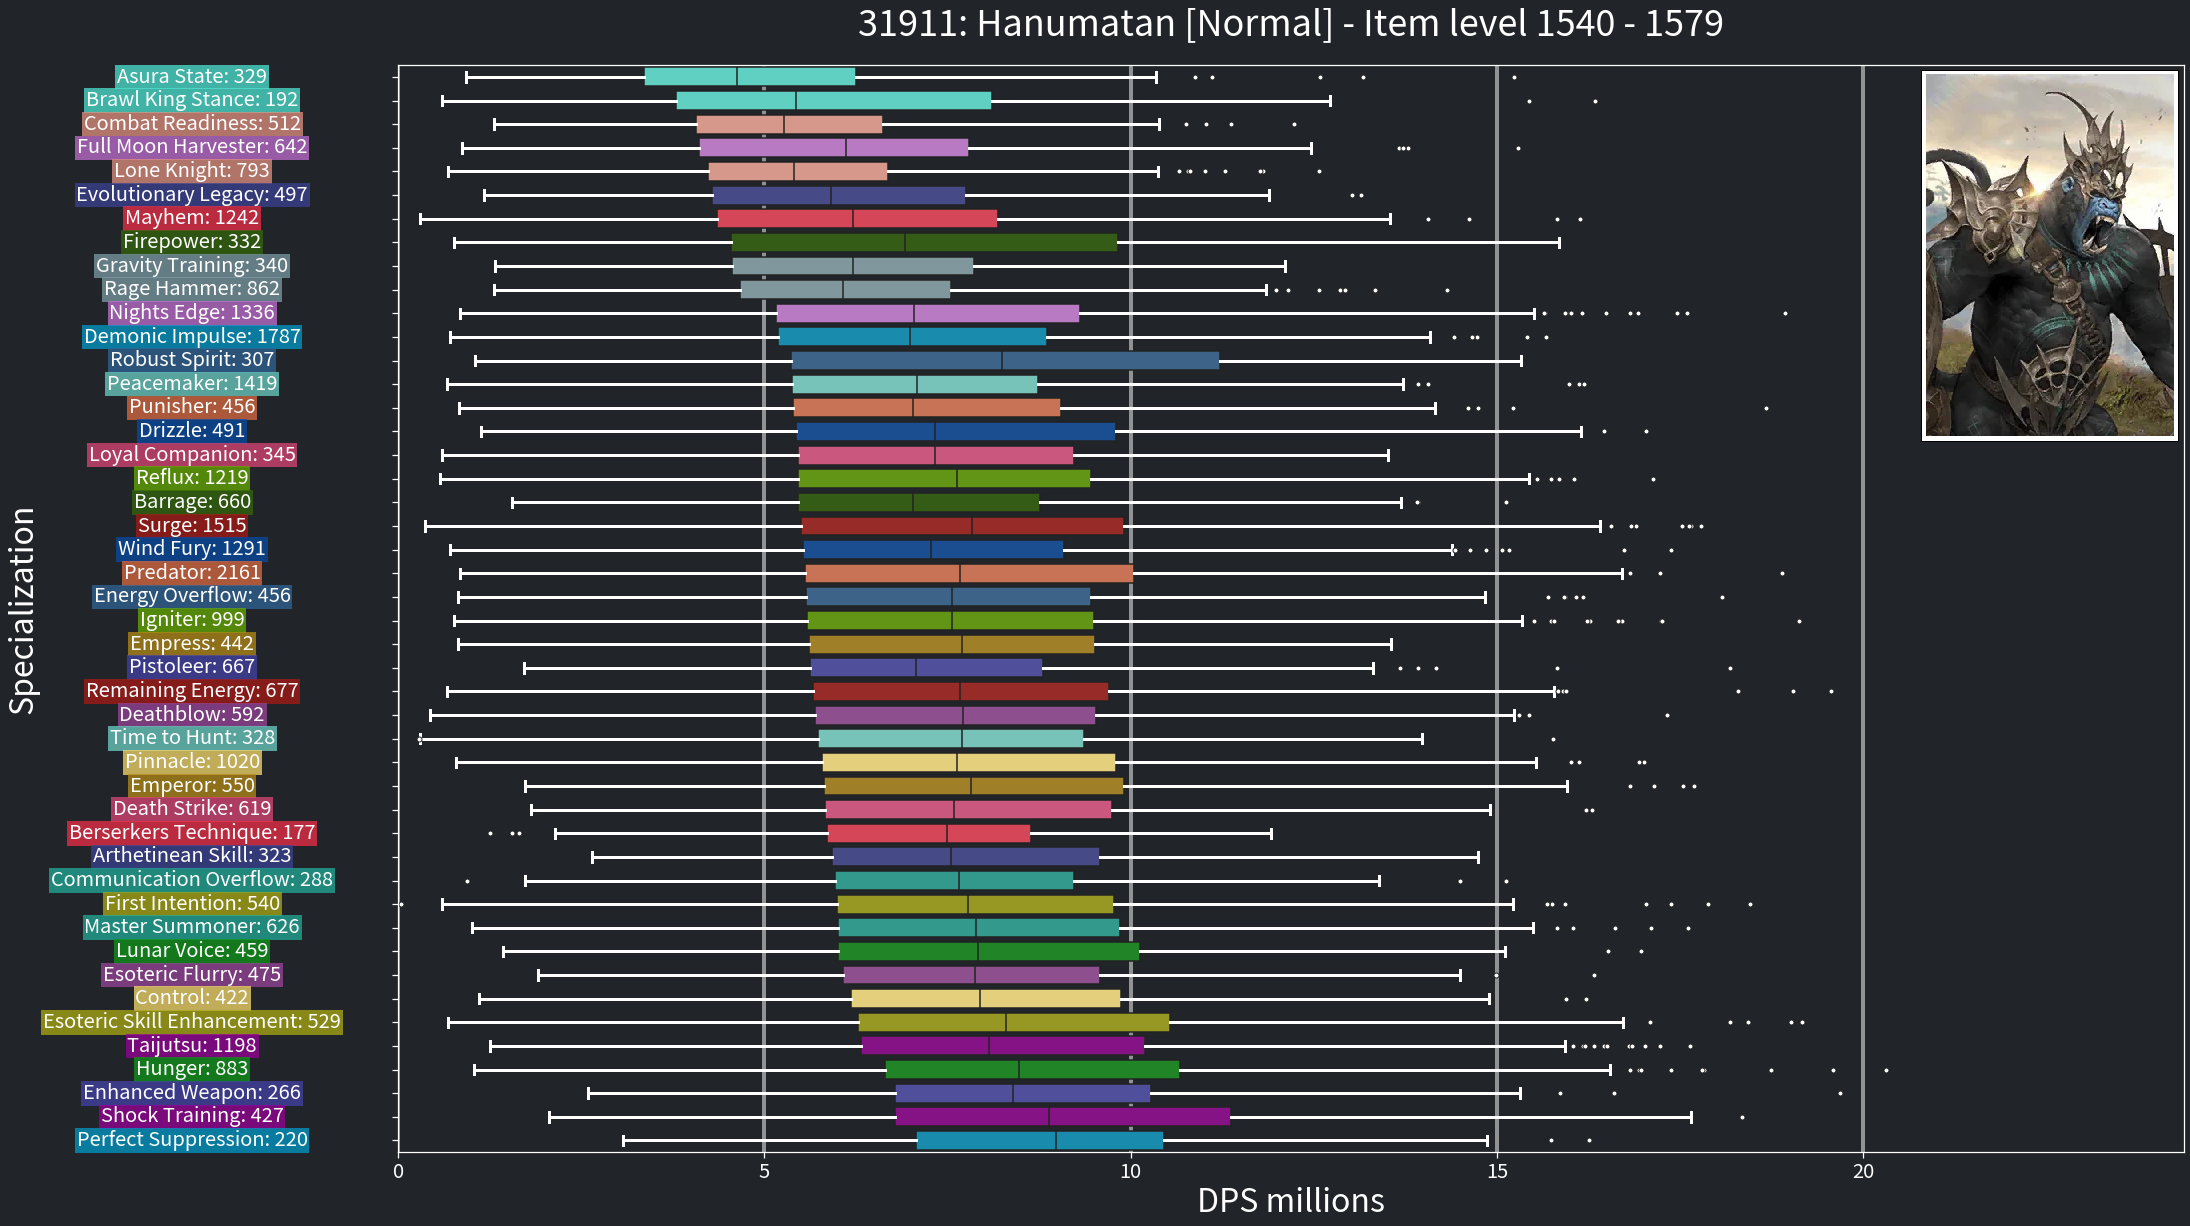 31911: Hanumatan [Normal] - Item level 1540 - 1579
Specialization
Asura State: 329
Brawl King Stance: 192
Combat Readiness: 512
Full Moon Harvester: 642
Lone Knight: 793
Evolutionary Legacy: 497
Mayhem: 1242
Firepower: 332
Gravity Training: 340
Rage Hammer: 862
Nights Edge: 1336
Demonic Impulse: 1787
Robust Spirit: 307
Peacemaker: 1419
Punisher: 456
Drizzle: 491
Loyal Companion: 345
Reflux: 1219
Barrage: 660
Surge: 1515
Wind Fury: 1291
Predator: 2161
Energy Overflow: 456
Igniter: 999
Empress: 442
Pistoleer: 667
Remaining Energy: 677
Deathblow: 592
Time to Hunt: 328
Pinnacle: 1020
Emperor: 550
Death Strike: 619
Berserkers Technique: 177
Arthetinean Skill: 323
Communication Overflow: 288
First Intention: 540
Master Summoner: 626
Lunar Voice: 459
Esoteric Flurry: 475
Control: 422
Esoteric Skill Enhancement: 529
Taijutsu: 1198
Hunger: 883
Enhanced Weapon: 266
Shock Training: 427
Perfect Suppression: 220
0 5 10 15 20
DPS millions